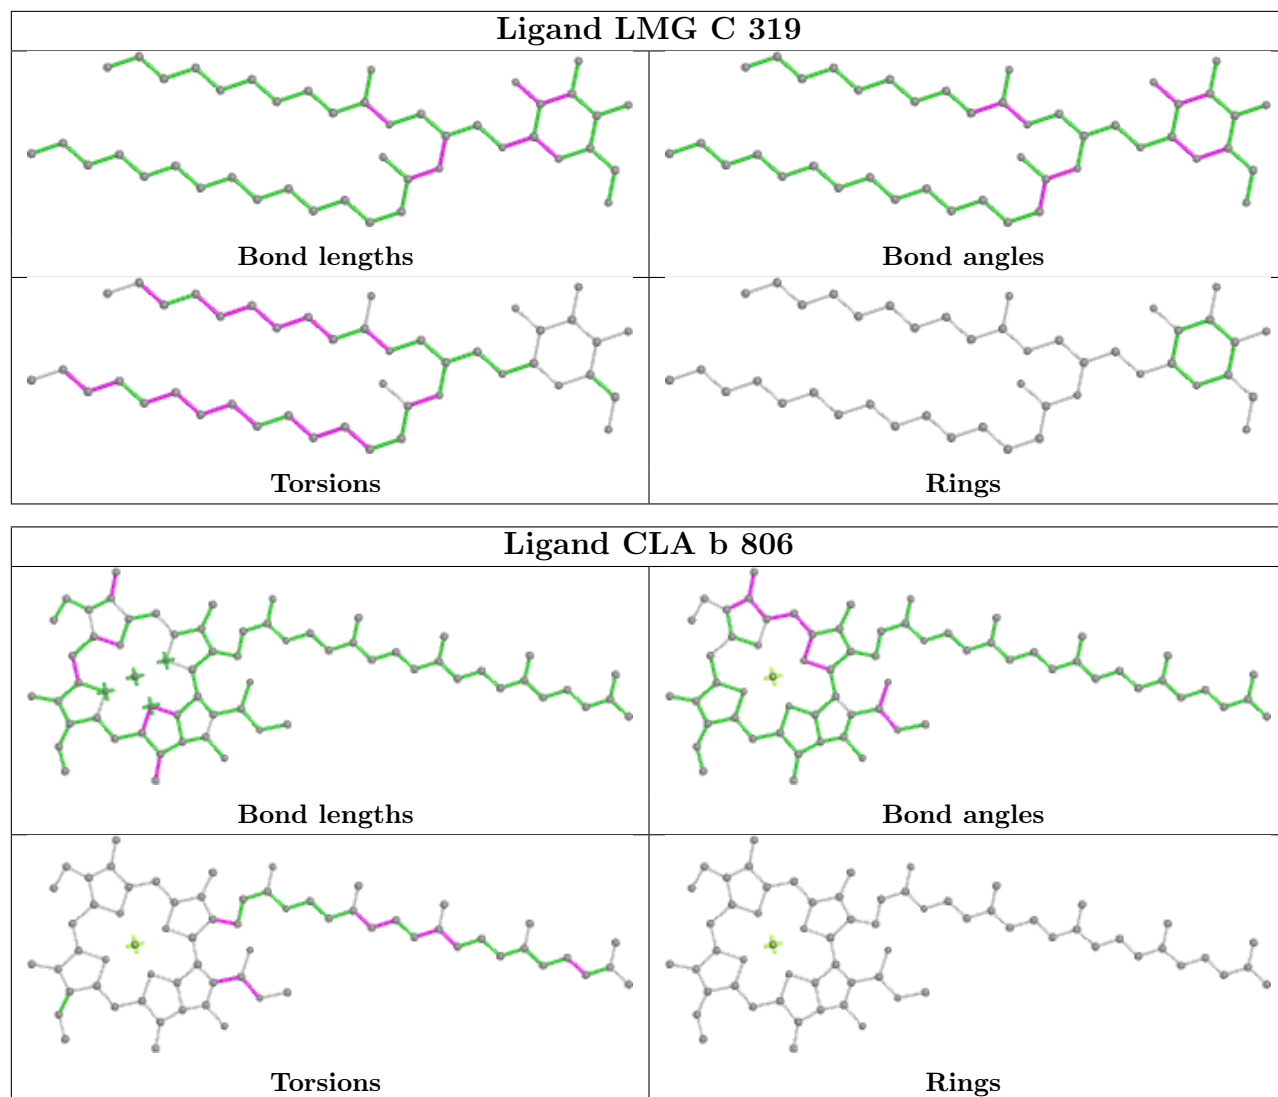 Ligand LMG C 319
Bond lengths
Bond angles
Torsions
Rings
Ligand CLA b 806
Bond lengths
Bond angles
Torsions
Rings